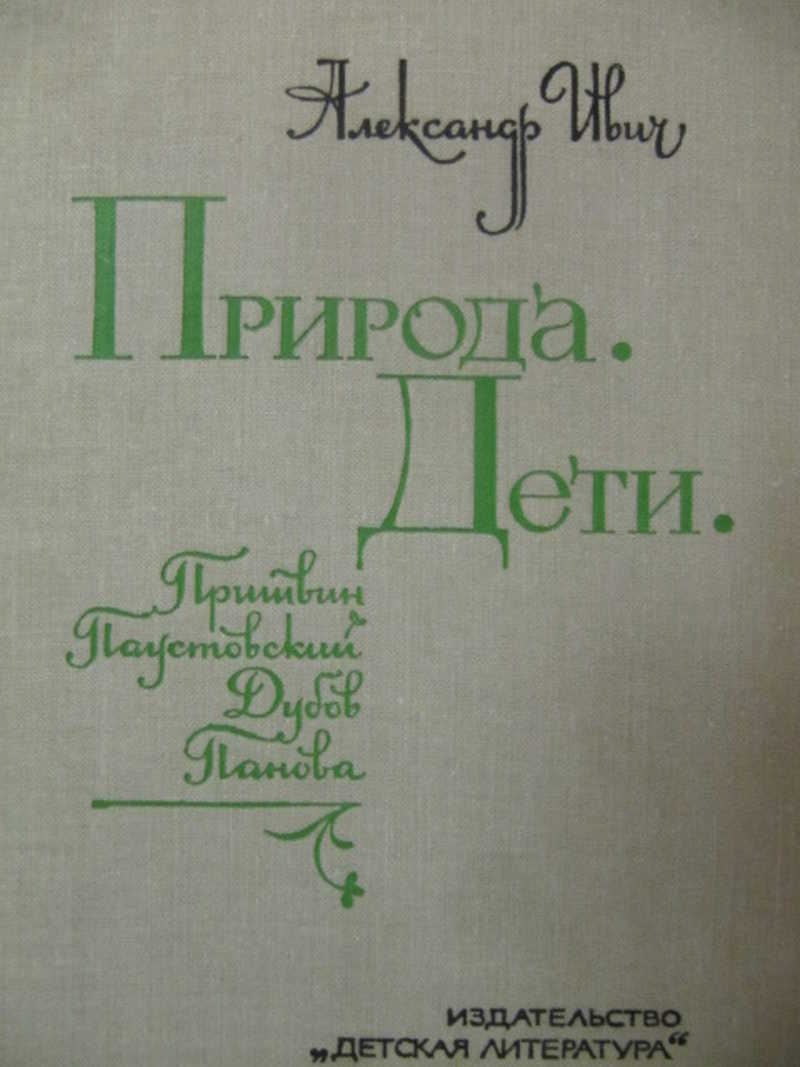 Александр Ивич
Природа.
Дети.
Пришвин
Паустовский
Дубов
Панова
ИЗДАТЕЛЬСТВО
„ДЕТСКАЯ ЛИТЕРАТУРА“